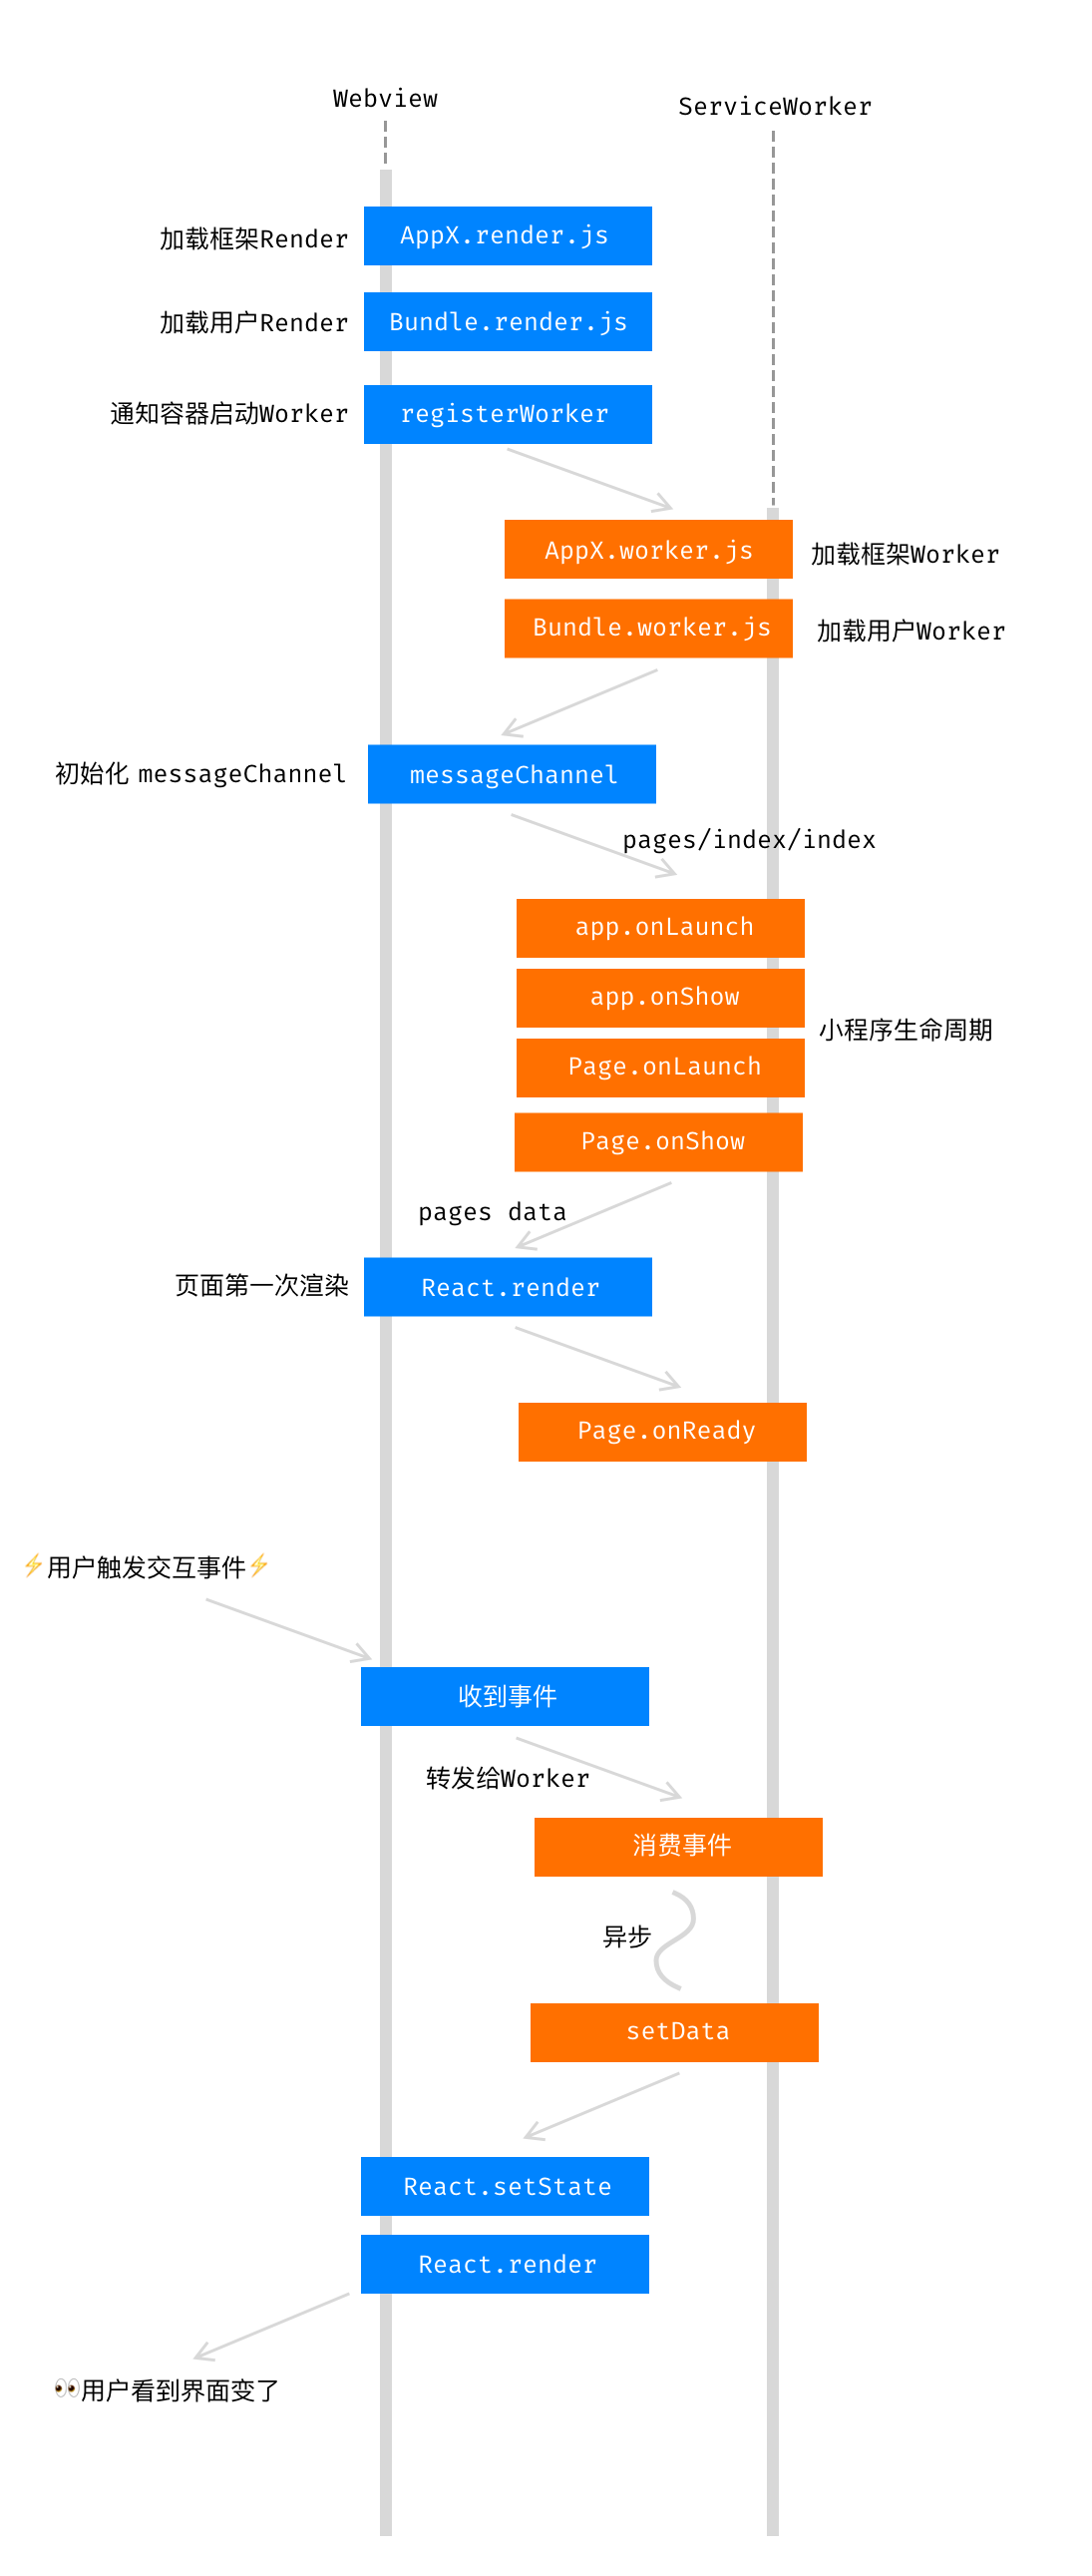 Webview
ServiceWorker
加载框架Render
AppX.render.js
加载用户Render
Bundle.render.js
通知容器启动Worker
registerWorker
AppX.worker.js
加载框架Worker
Bundle.worker.js
加载用户Worker
初始化 messageChannel
messageChannel
pages/index/index
app.onLaunch
app.onShow
小程序生命周期
Page.onLaunch
Page.onShow
pages data
页面第一次渲染
React.render
Page.onReady
⚡用户触发交互事件⚡
收到事件
转发给Worker
消费事件
异步
setData
React.setState
React.render
👀用户看到界面变了